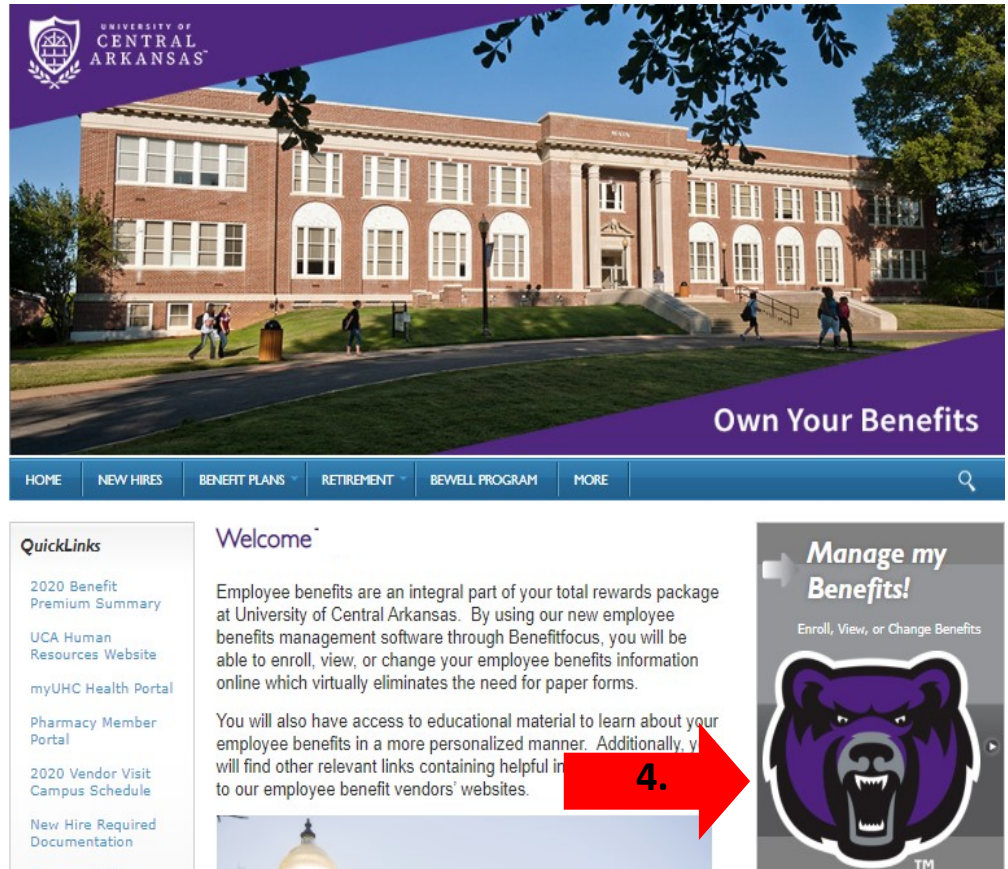 UNIVERSITY OF
CENTRAL
ARKANSAS™
MAIN
Own Your Benefits
HOME NEW HIRES BENEFIT PLANS RETIREMENT BEWELL PROGRAM MORE
QuickLinks
2020 Benefit
Premium Summary
UCA Human
Resources Website
myUHC Health Portal
Pharmacy Member
Portal
2020 Vendor Visit
Campus Schedule
New Hire Required
Documentation
Welcome
Employee benefits are an integral part of your total rewards package
at University of Central Arkansas. By using our new employee
benefits management software through Benefitfocus, you will be
able to enroll, view, or change your employee benefits information
online which virtually eliminates the need for paper forms.
You will also have access to educational material to learn about your
employee benefits in a more personalized manner. Additionally, y
will find other relevant links containing helpful in
to our employee benefit vendors' websites.
4.
Manage my
Benefits!
Enroll, View, or Change Benefits
TM